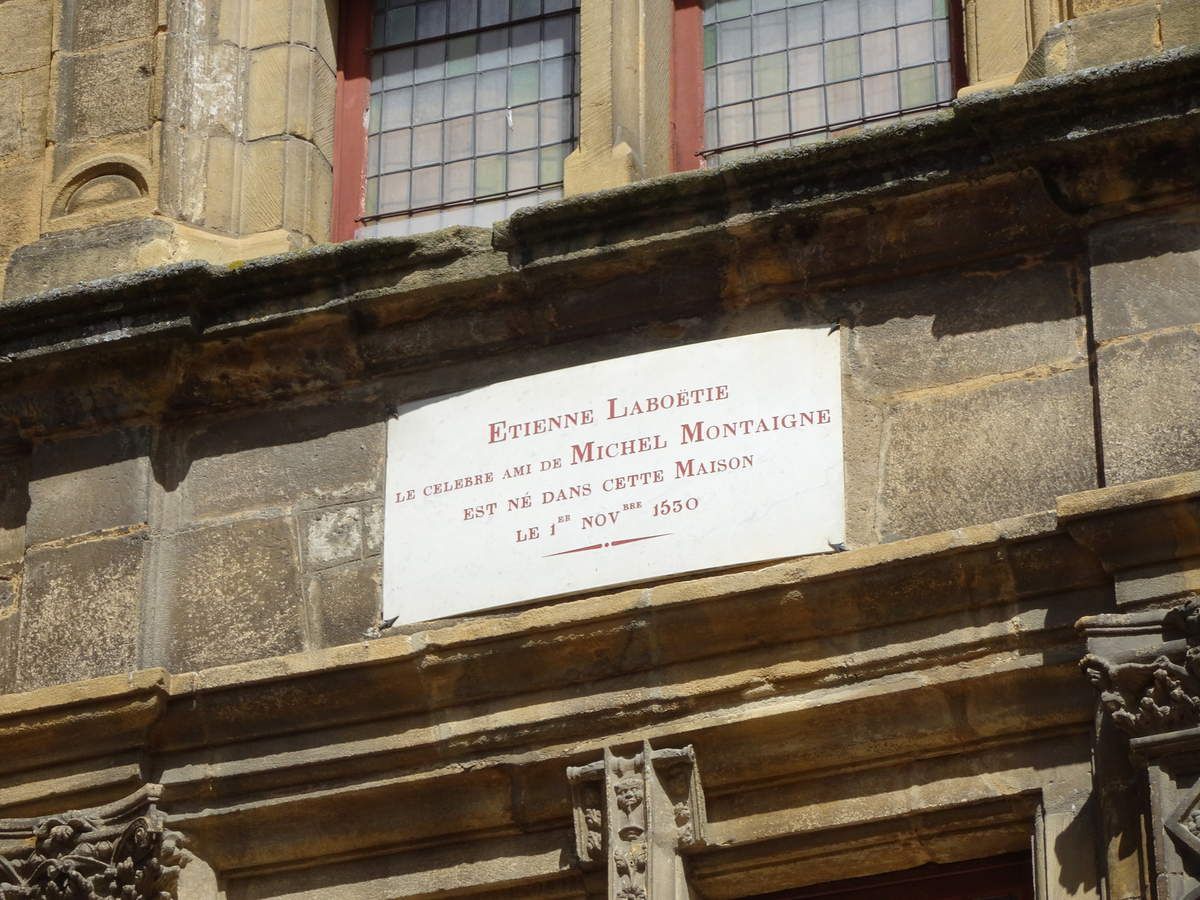 ETIENNE LABOËTIE
LE CELEBRE AMI DE MICHEL MONTAIGNE
EST NÉ DANS CETTE MAISON
LE 1ER NOVBRE 1530